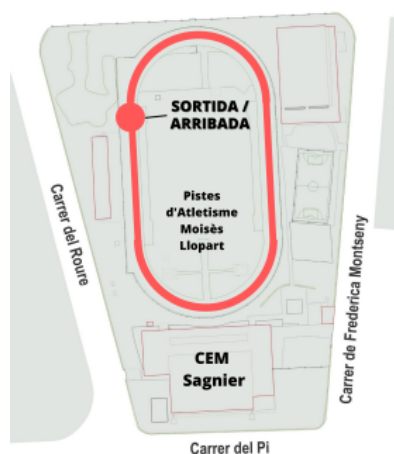 SORTIDA /
ARRIBADA
Pistes
d'Atletisme
Moisès
Llopart
Carrer del Roure
Carrer de Frederica Montseny
CEM
Sagnier
Carrer del Pi